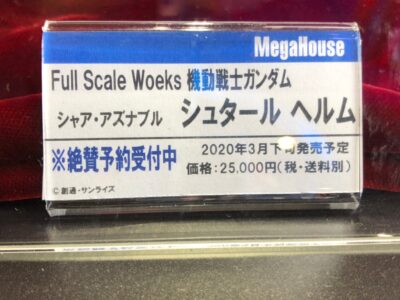 MegaHouse
Full Scale Woeks 機動戦士ガンダム
シャア・アズナブル シュタール ヘルム
※絶賛予約受付中
2020年3月下旬発売予定
価格:25,000円(税・送料別)
©創通・サンライズ